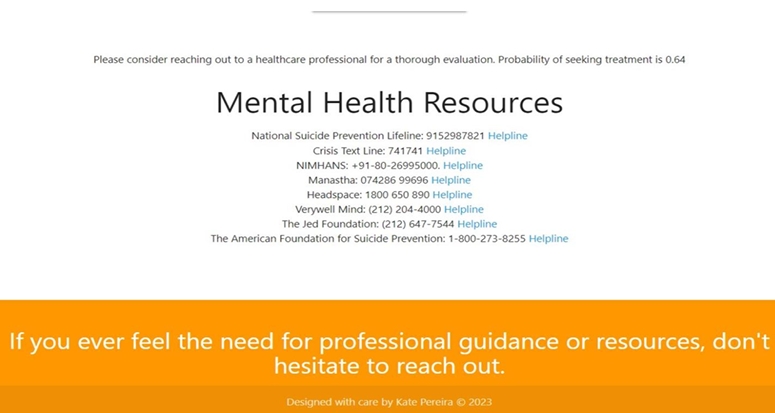 Please consider reaching out to a healthcare professional for a thorough evaluation. Probability of seeking treatment is 0.64
Mental Health Resources
National Suicide Prevention Lifeline: 9152987821 Helpline
Crisis Text Line: 741741 Helpline
NIMHANS: +91-80-26995000. Helpline
Manastha: 074286 99696 Helpline
Headspace: 1800 650 890 Helpline
Verywell Mind: (212) 204-4000 Helpline
The Jed Foundation: (212) 647-7544 Helpline
The American Foundation for Suicide Prevention: 1-800-273-8255 Helpline
If you ever feel the need for professional guidance or resources, don't
hesitate to reach out.
Designed with care by Kate Pereira © 2023